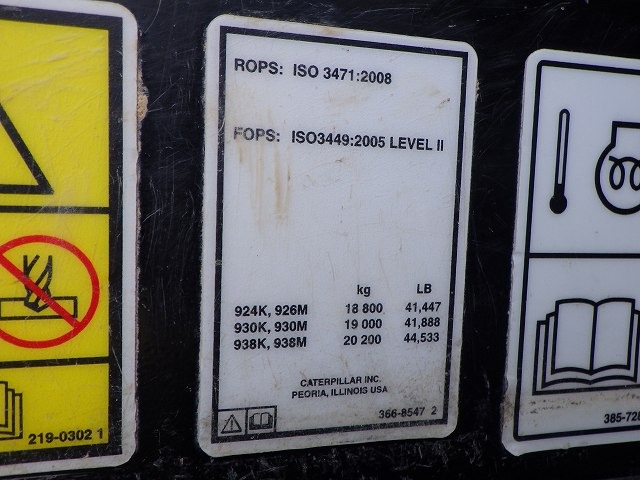 ROPS: ISO 3471:2008
FOPS: ISO3449:2005 LEVEL II
kg LB
924K, 926M 18 800 41,447
930K, 930M 19 000 41,888
938K, 938M 20 200 44,533
CATERPILLAR INC.
PEORIA, ILLINOIS USA
366-8547 2
219-0302 1